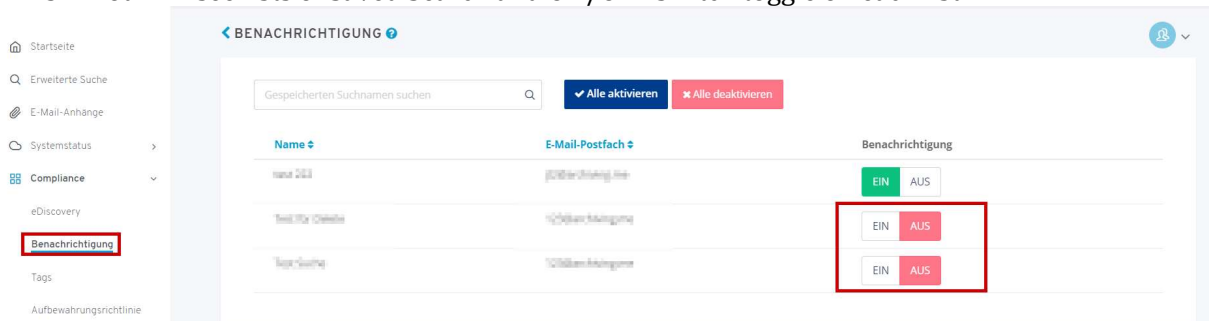 BENACHRICHTIGUNG
Startseite
Erweiterte Suche
E-Mail-Anhänge
Systemstatus
Compliance
eDiscovery
Benachrichtigung
Tags
Aufbewahrungsrichtlinie
Gespeicherten Suchnamen suchen
Alle aktivieren
Alle deaktivieren
Name E-Mail-Postfach Benachrichtigung
EIN AUS
EIN AUS
EIN AUS